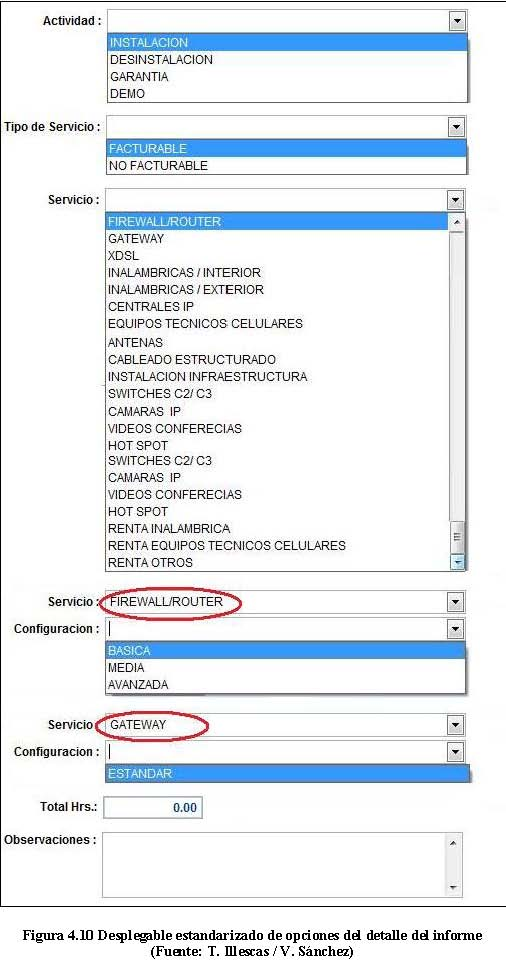 Actividad :
INSTALACION
DESINSTALACION
GARANTIA
DEMO
Tipo de Servicio :
FACTURABLE
NO FACTURABLE
Servicio :
FIREWALL/ROUTER
GATEWAY
XDSL
INALAMBRICAS / INTERIOR
INALAMBRICAS / EXTERIOR
CENTRALES IP
EQUIPOS TECNICOS CELULARES
ANTENAS
CABLEADO ESTRUCTURADO
INSTALACION INFRAESTRUCTURA
SWITCHES C2/ C3
CAMARAS IP
VIDEOS CONFERECIAS
HOT SPOT
SWITCHES C2/ C3
CAMARAS IP
VIDEOS CONFERECIAS
HOT SPOT
RENTA INALAMBRICA
RENTA EQUIPOS TECNICOS CELULARES
RENTA OTROS
Servicio : FIREWALL/ROUTER
Configuracion :
BASICA
MEDIA
AVANZADA
Servicio GATEWAY
Configuracion :
ESTANDAR
Total Hrs.: 0.00
Observaciones :
Figura 4.10 Desplegable estandarizado de opciones del detalle del informe
(Fuente: T. Illescas / V. Sánchez)